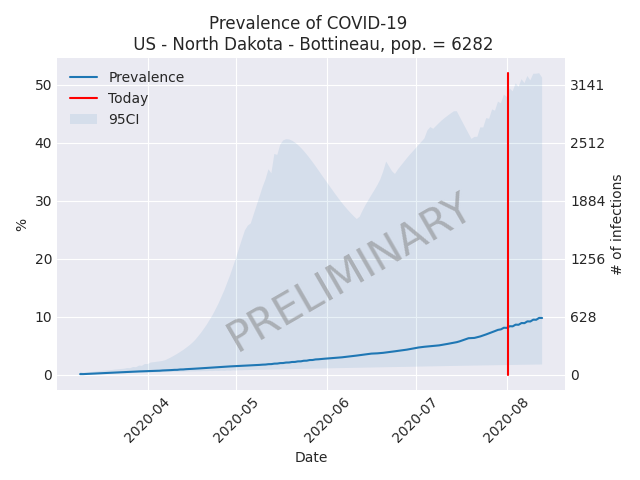 Prevalence of COVID-19
US - North Dakota - Bottineau, pop. = 6282
Prevalence
Today
95CI
50
40
30
20
10
0
%
3141
2512
1884
1256
628
0
# of infections
PRELIMINARY
2020-04
2020-05
2020-06
2020-07
2020-08
Date